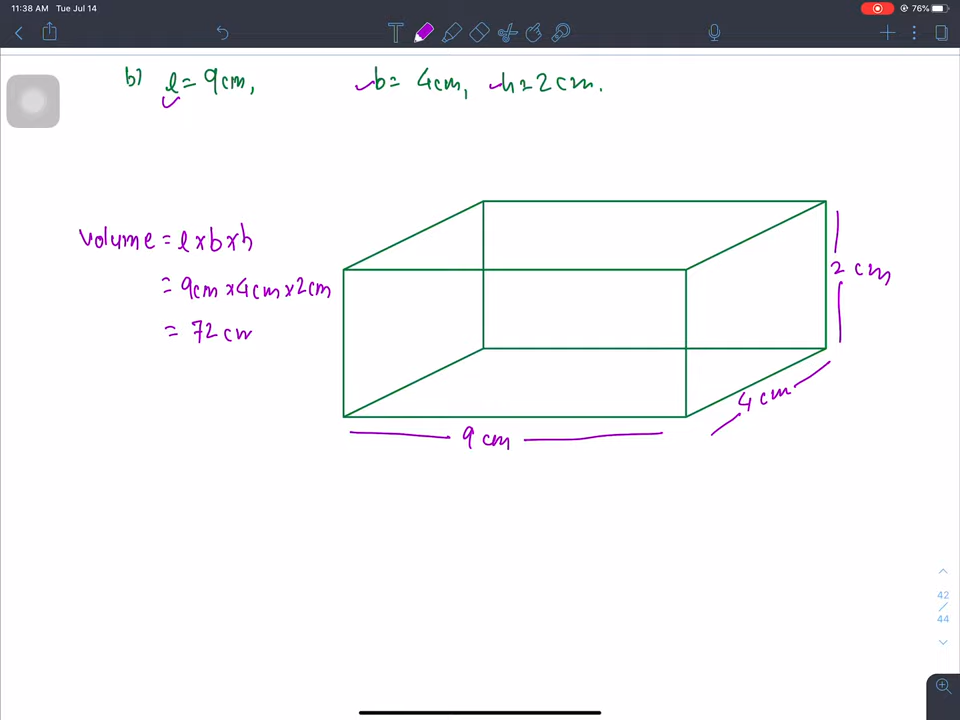 11:38 AM Tue Jul 14
76%
T
b) l = 9cm, b = 4cm, h = 2cm.
Volume = l×b×h
= 9cm ×4cm×2cm
= 72 cm
2 cm
4 cm
9 cm
42
/
44